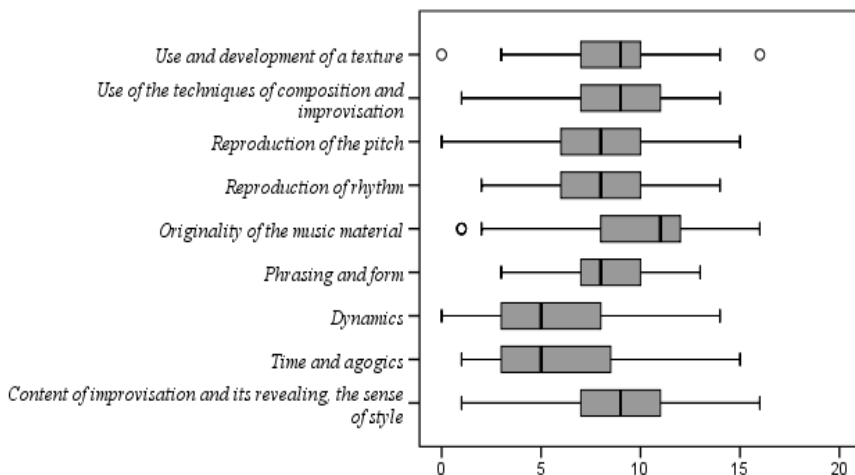 Use and development of a texture
Use of the techniques of composition and
improvisation
Reproduction of the pitch
Reproduction of rhythm
Originality of the music material
Phrasing and form
Dynamics
Time and agogics
Content of improvisation and its revealing, the sense
of style
0 5 10 15 20